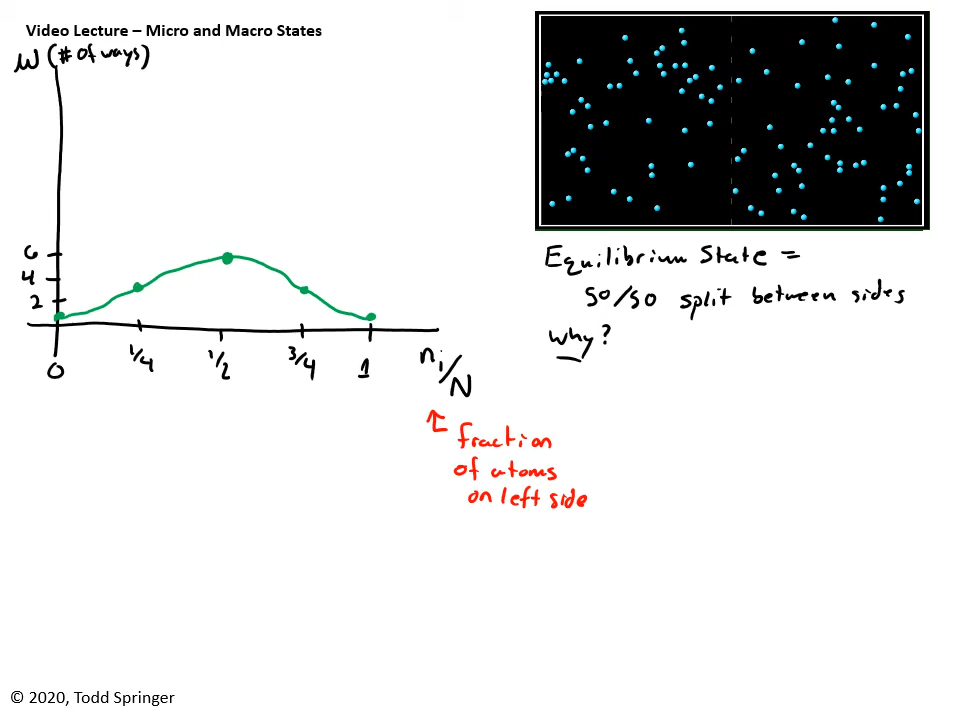 Video Lecture – Micro and Macro States
W (# of ways)
6
4
2
0
1/4
1/2
3/4
1
ni/N
fraction
of atoms
on left side
Equilibrium State =
50/50 split between sides
why?
© 2020, Todd Springer